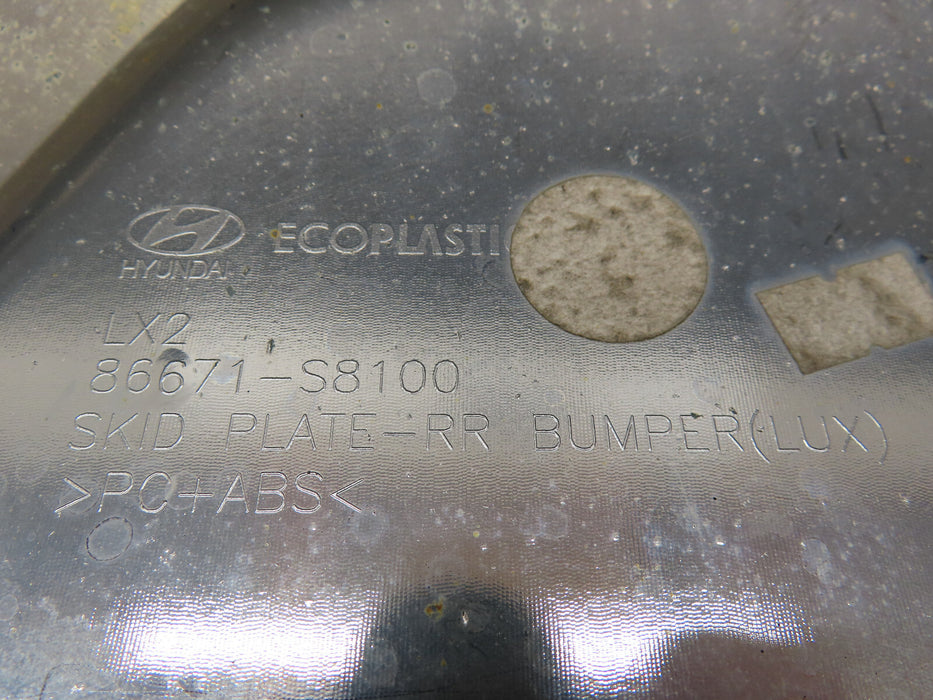 HYUNDAI
ECOPLASTI
LX2
86671-S8100
SKID PLATE-RR BUMPER(LUX)
>PC+ABS<